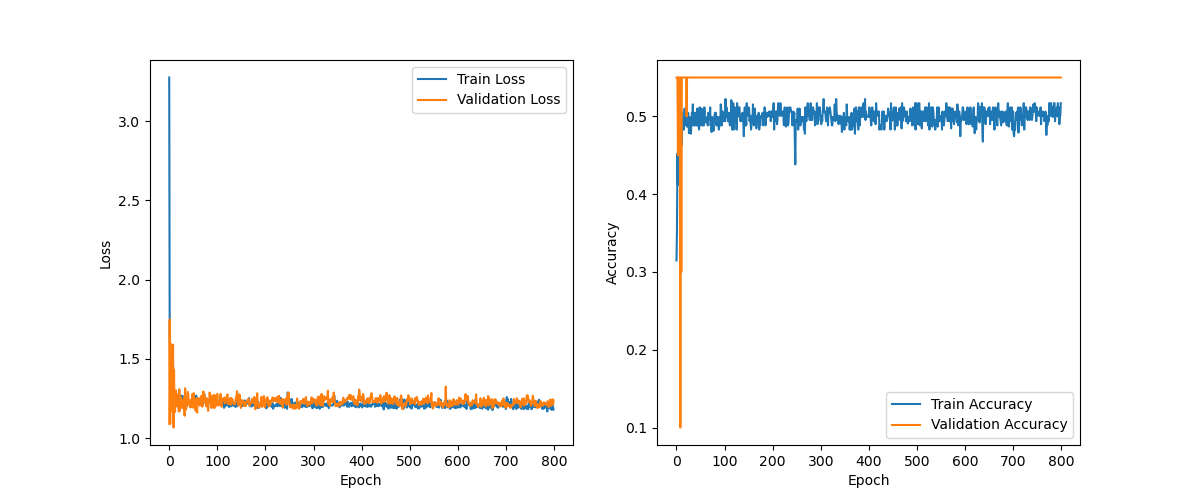 Train Loss
Validation Loss
3.0
2.5
2.0
1.5
1.0
Loss
0 100 200 300 400 500 600 700 800
Epoch
0.5
0.4
0.3
0.2
0.1
Accuracy
Train Accuracy
Validation Accuracy
0 100 200 300 400 500 600 700 800
Epoch